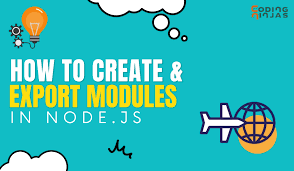 CODING
NINJAS
HOW TO CREATE &
EXPORT MODULES
IN NODE.JS